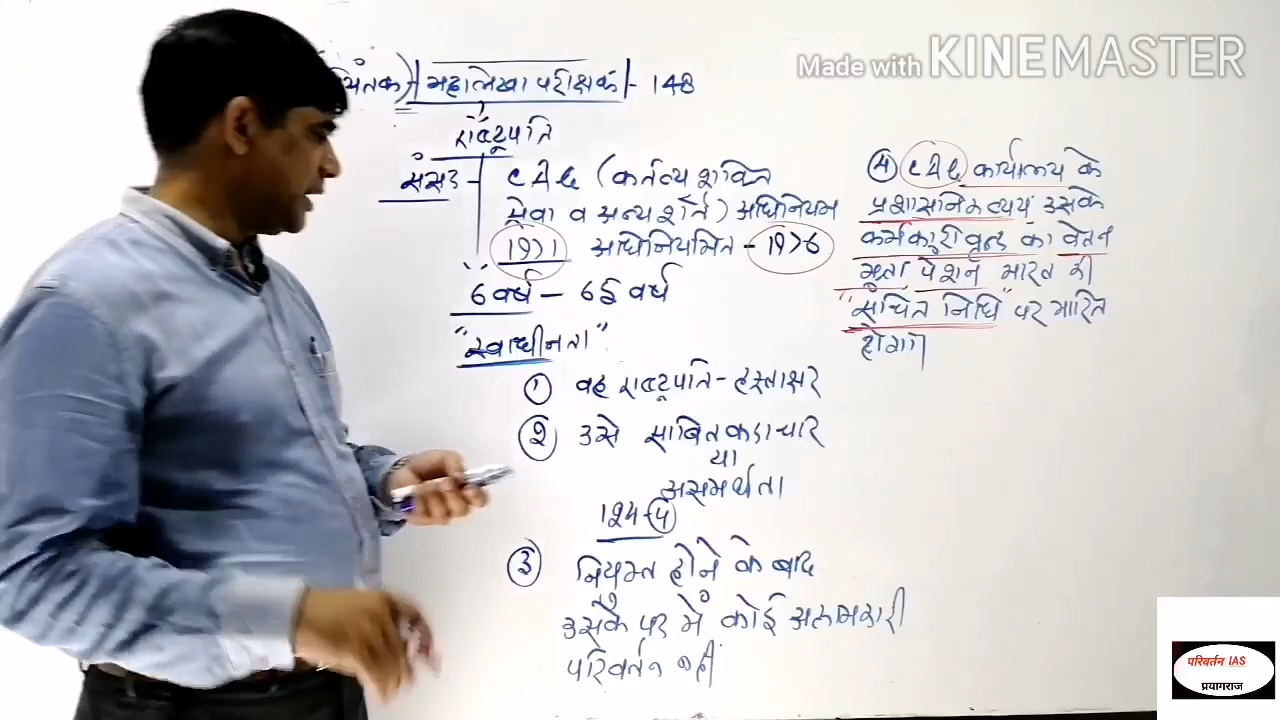 Made with KINEMASTER
महालेखा परीक्षक - 148
राष्ट्रपति
संसद - CAG (कर्तव्य शक्ति
सेवा व अन्य शर्तें) अधिनियम
1971 अधिनियमित - 1976
6 वर्ष - 65 वर्ष
"स्वाधीनता"
① वह राष्ट्रपति - हस्ताक्षर
② उसे साबित कदाचार
या
असमर्थता
124-(4)
③ नियुक्त होने के बाद
उसके पद में कोई अलाभकारी
परिवर्तन नहीं
④ CAG कार्यालय के
प्रशासनिक व्यय उसके
कर्मकारी वृन्द का वेतन
भत्ता पेंशन भारत की
"संचित निधि" पर भारित
होगा
परिवर्तन IAS
प्रयागराज